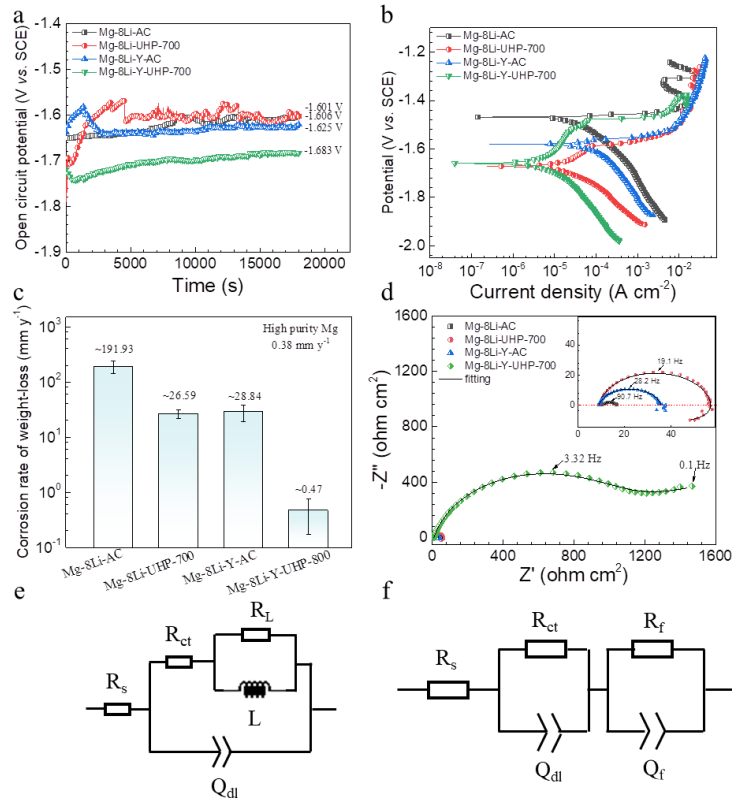 a
Open circuit potential (V vs. SCE)
-1.4
-1.5
-1.6
-1.7
-1.8
-1.9
Mg-8Li-AC
Mg-8Li-UHP-700
Mg-8Li-Y-AC
Mg-8Li-Y-UHP-700
-1.601 V
-1.606 V
-1.625 V
-1.683 V
0
5000
10000
15000
20000
Time (s)
b
Potential (V vs. SCE)
-1.2
-1.4
-1.6
-1.8
-2.0
Mg-8Li-AC
Mg-8Li-UHP-700
Mg-8Li-Y-AC
Mg-8Li-Y-UHP-700
10-8
10-7
10-6
10-5
10-4
10-3
10-2
Current density (A cm-2)
c
Corrosion rate of weight-loss (mm y-1)
103
102
101
100
10-1
High purity Mg
0.38 mm y-1
~191.93
~26.59
~28.84
~0.47
Mg-8Li-AC
Mg-8Li-UHP-700
Mg-8Li-Y-AC
Mg-8Li-Y-UHP-800
d
-Z" (ohm cm2)
1600
1200
800
400
0
Mg-8Li-AC
Mg-8Li-UHP-700
Mg-8Li-Y-AC
Mg-8Li-Y-UHP-700
fitting
40
20
0
19.1 Hz
28.2 Hz
90.7 Hz
0
20
40
60
3.32 Hz
0.1 Hz
0
400
800
1200
1600
Z' (ohm cm2)
e
Rs
Rct
RL
L
Qdl
f
Rs
Rct
Rf
Qdl
Qf